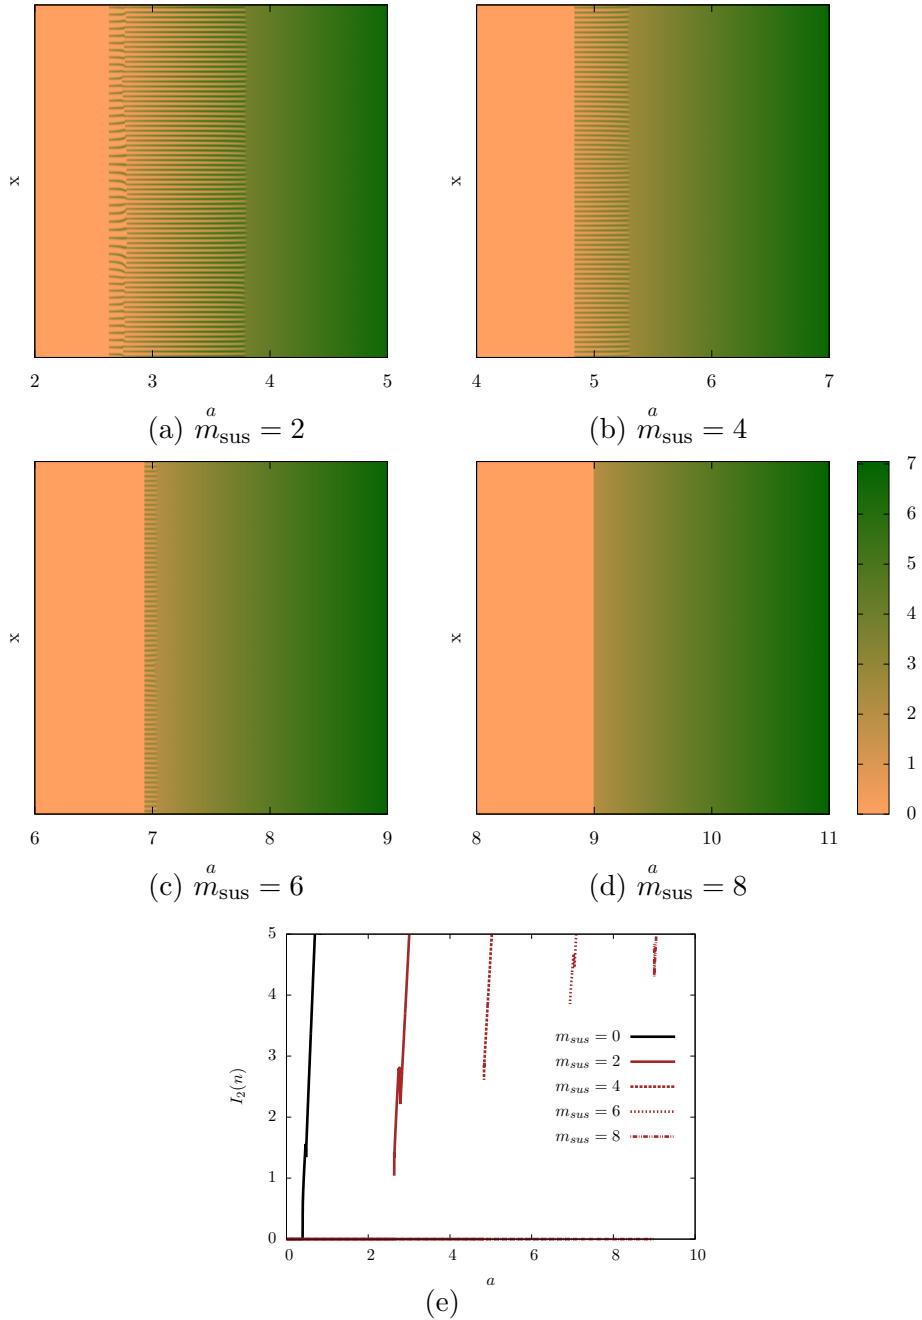 x
x
2 3 4 5
4 5 6 7
a
a
(a) m_sus = 2
(b) m_sus = 4
x
x
7
6
5
4
3
2
1
0
6 7 8 9
8 9 10 11
a
a
(c) m_sus = 6
(d) m_sus = 8
5
4
3
2
1
0
I_2(n)
m_sus = 0
m_sus = 2
m_sus = 4
m_sus = 6
m_sus = 8
0 2 4 6 8 10
a
(e)